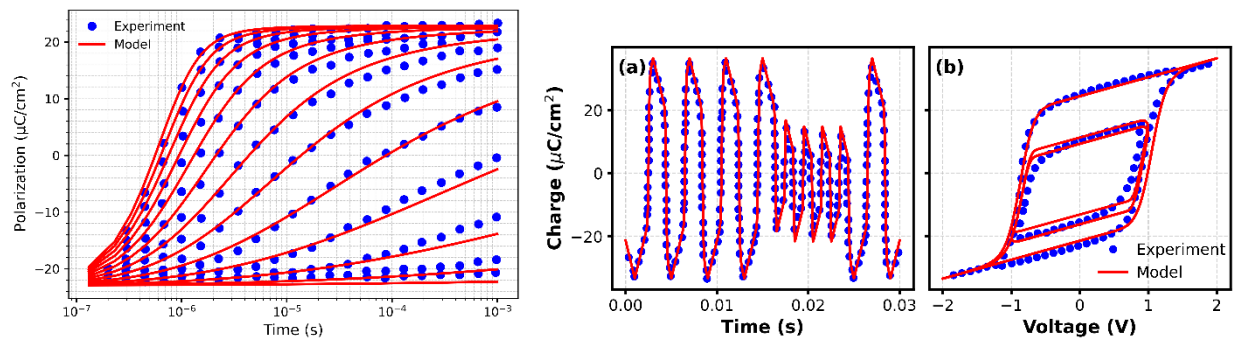 Experiment
Model
20
10
0
−10
−20
10⁻⁷
10⁻⁶
10⁻⁵
10⁻⁴
10⁻³
Polarization (μC/cm²)
Time (s)
(a)
20
0
−20
0.00
0.01
0.02
0.03
Charge (μC/cm²)
Time (s)
(b)
Experiment
Model
−2
−1
0
1
2
Voltage (V)